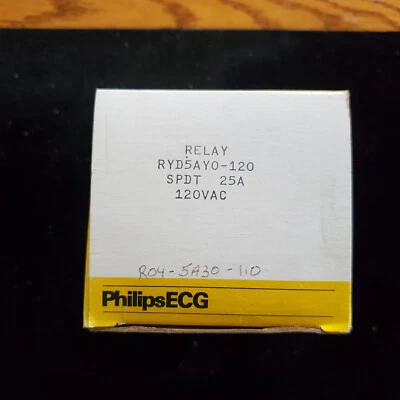 RELAY
RYD5AY0-120
SPDT 25A
120VAC
R04-5A30-110
PhilipsECG